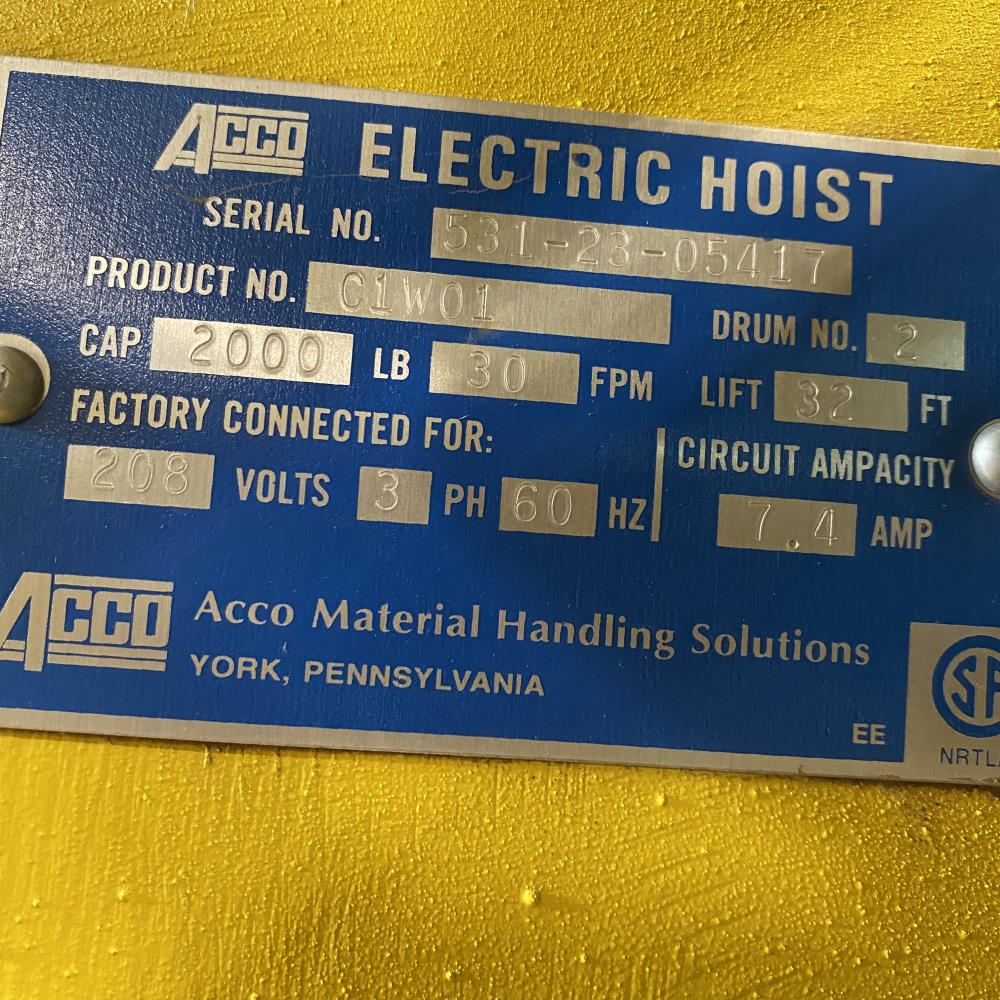 ACCO ELECTRIC HOIST
SERIAL NO. 531-23-05417
PRODUCT NO. C1W01
DRUM NO. 2
CAP 2000 LB 30 FPM LIFT 32 FT
FACTORY CONNECTED FOR:
208 VOLTS 3 PH 60 HZ
CIRCUIT AMPACITY
7.4 AMP
ACCO Acco Material Handling Solutions
YORK, PENNSYLVANIA
EE